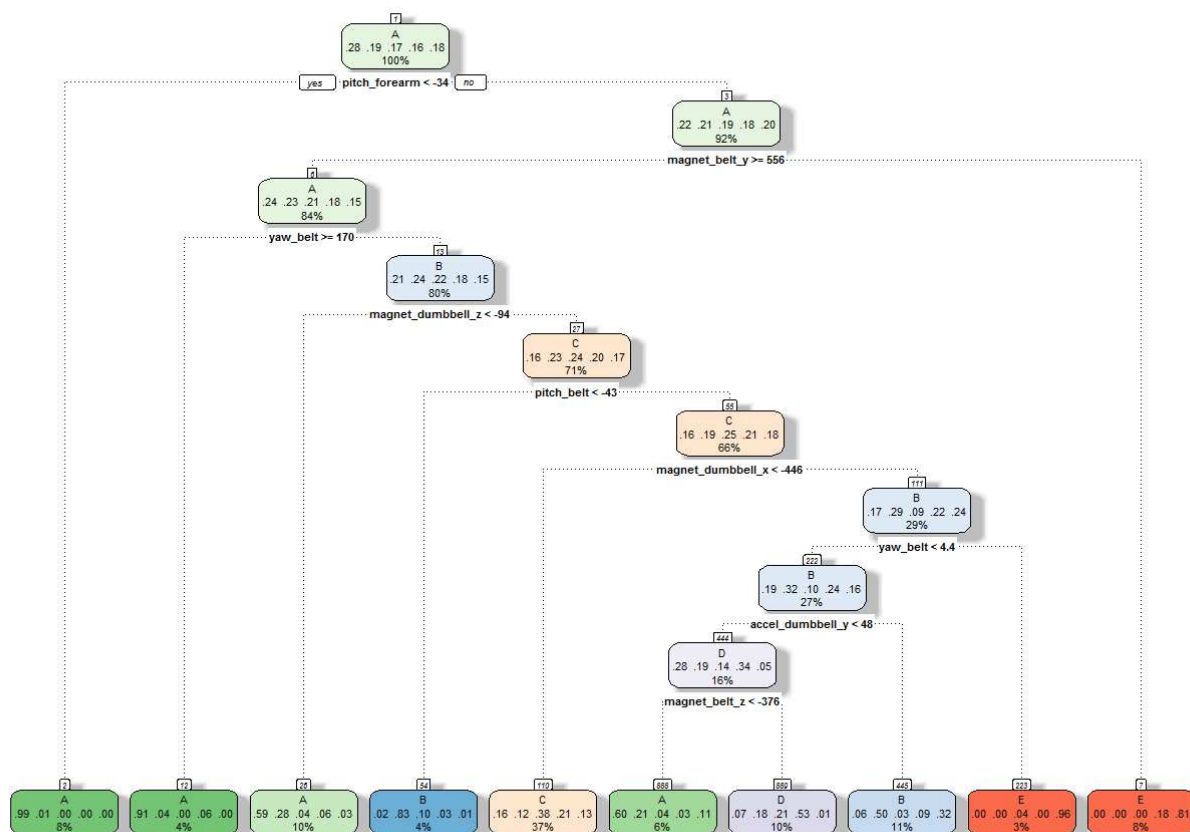 1
A
.28 .19 .17 .16 .18
100%
yes pitch_forearm < -34 no
3
A
.22 .21 .19 .18 .20
92%
magnet_belt_y >= 556
6
A
.24 .23 .21 .18 .15
84%
yaw_belt >= 170
13
B
.21 .24 .22 .18 .15
80%
magnet_dumbbell_z < -94
27
C
.16 .23 .24 .20 .17
71%
pitch_belt < -43
55
C
.16 .19 .25 .21 .18
66%
magnet_dumbbell_x < -446
111
B
.17 .29 .09 .22 .24
29%
yaw_belt < 4.4
222
B
.19 .32 .10 .24 .16
27%
accel_dumbbell_y < 48
444
D
.28 .19 .14 .34 .05
16%
magnet_belt_z < -376
2 12 26 54 110 888 889 445 223 7
A A A B C A D B E E
.99 .01 .00 .00 .00 .91 .04 .00 .06 .00 .59 .28 .04 .06 .03 .02 .83 .10 .03 .01 .16 .12 .38 .21 .13 .60 .21 .04 .03 .11 .07 .18 .21 .53 .01 .06 .50 .03 .09 .32 .00 .00 .04 .00 .96 .00 .00 .00 .18 .81
8% 4% 10% 4% 37% 6% 10% 11% 3% 8%